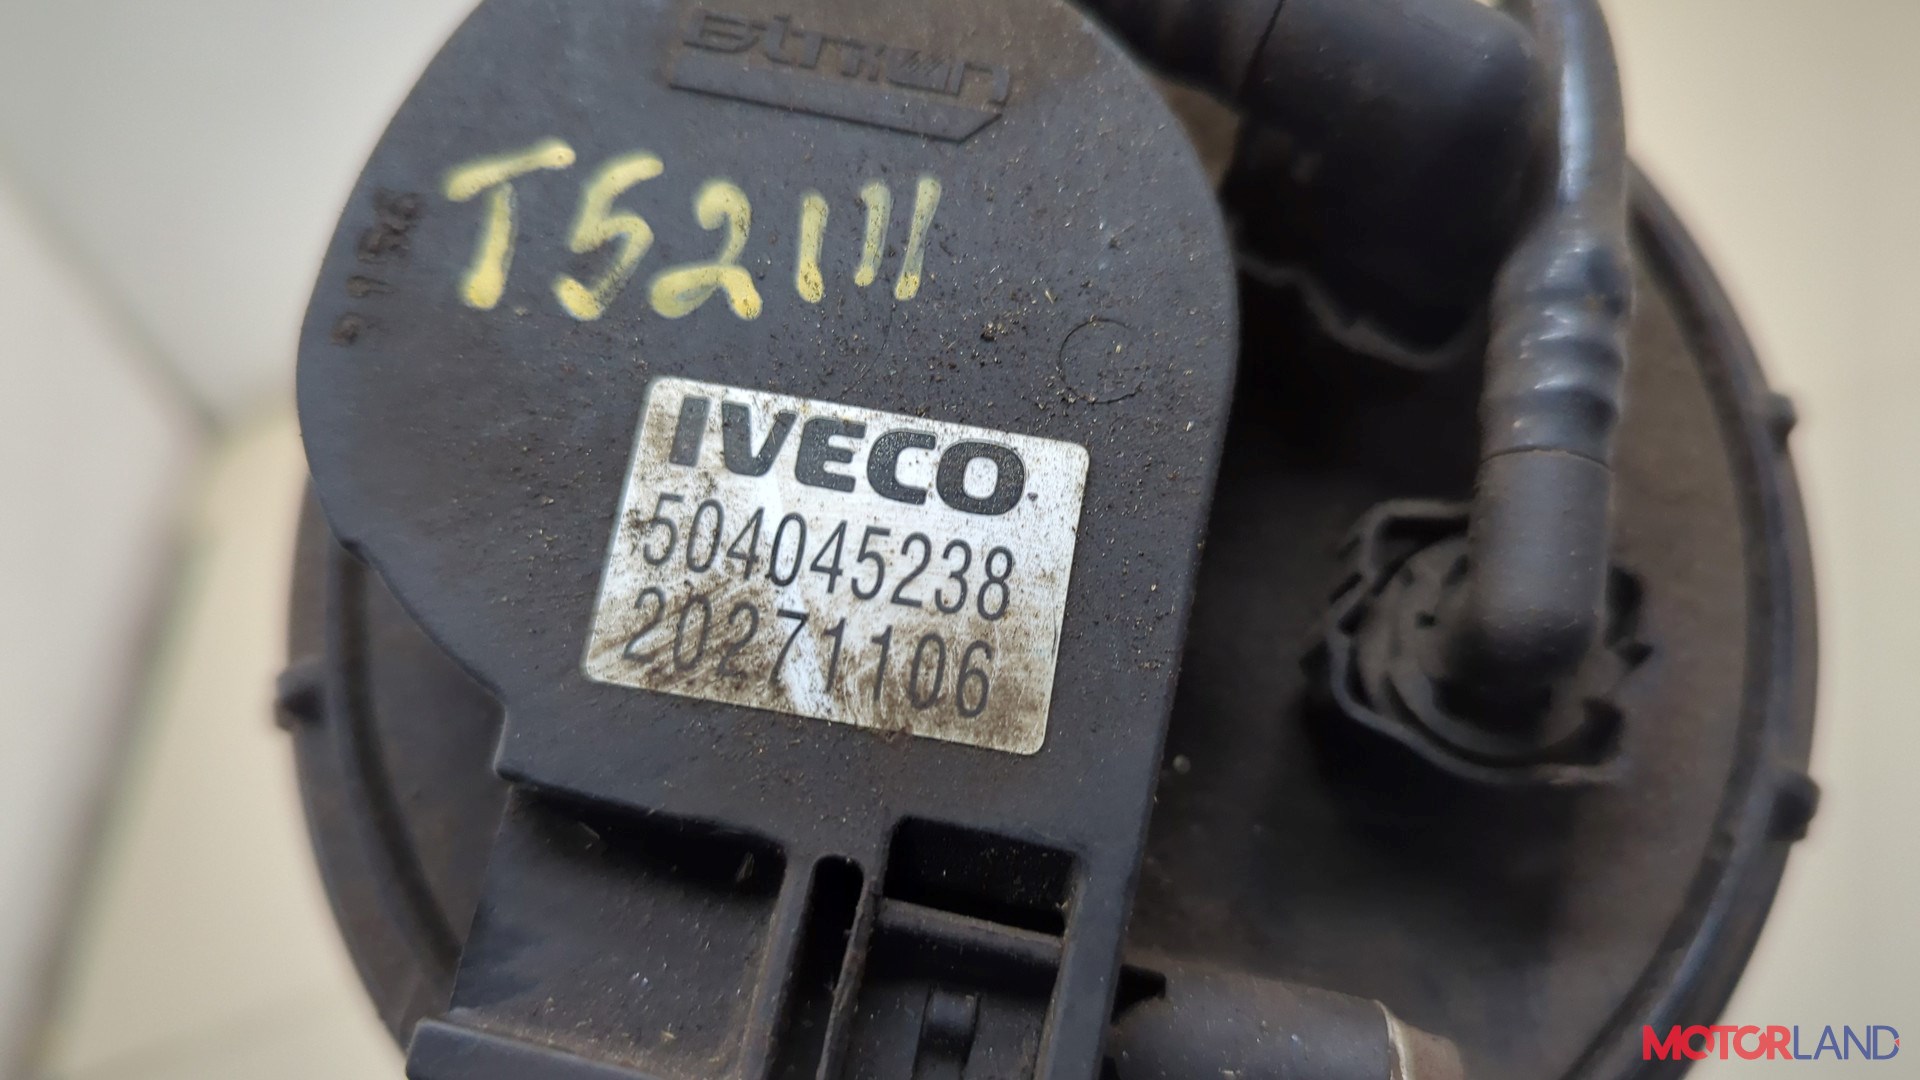 T52111
IVECO
504045238
20271106
MOTORLAND